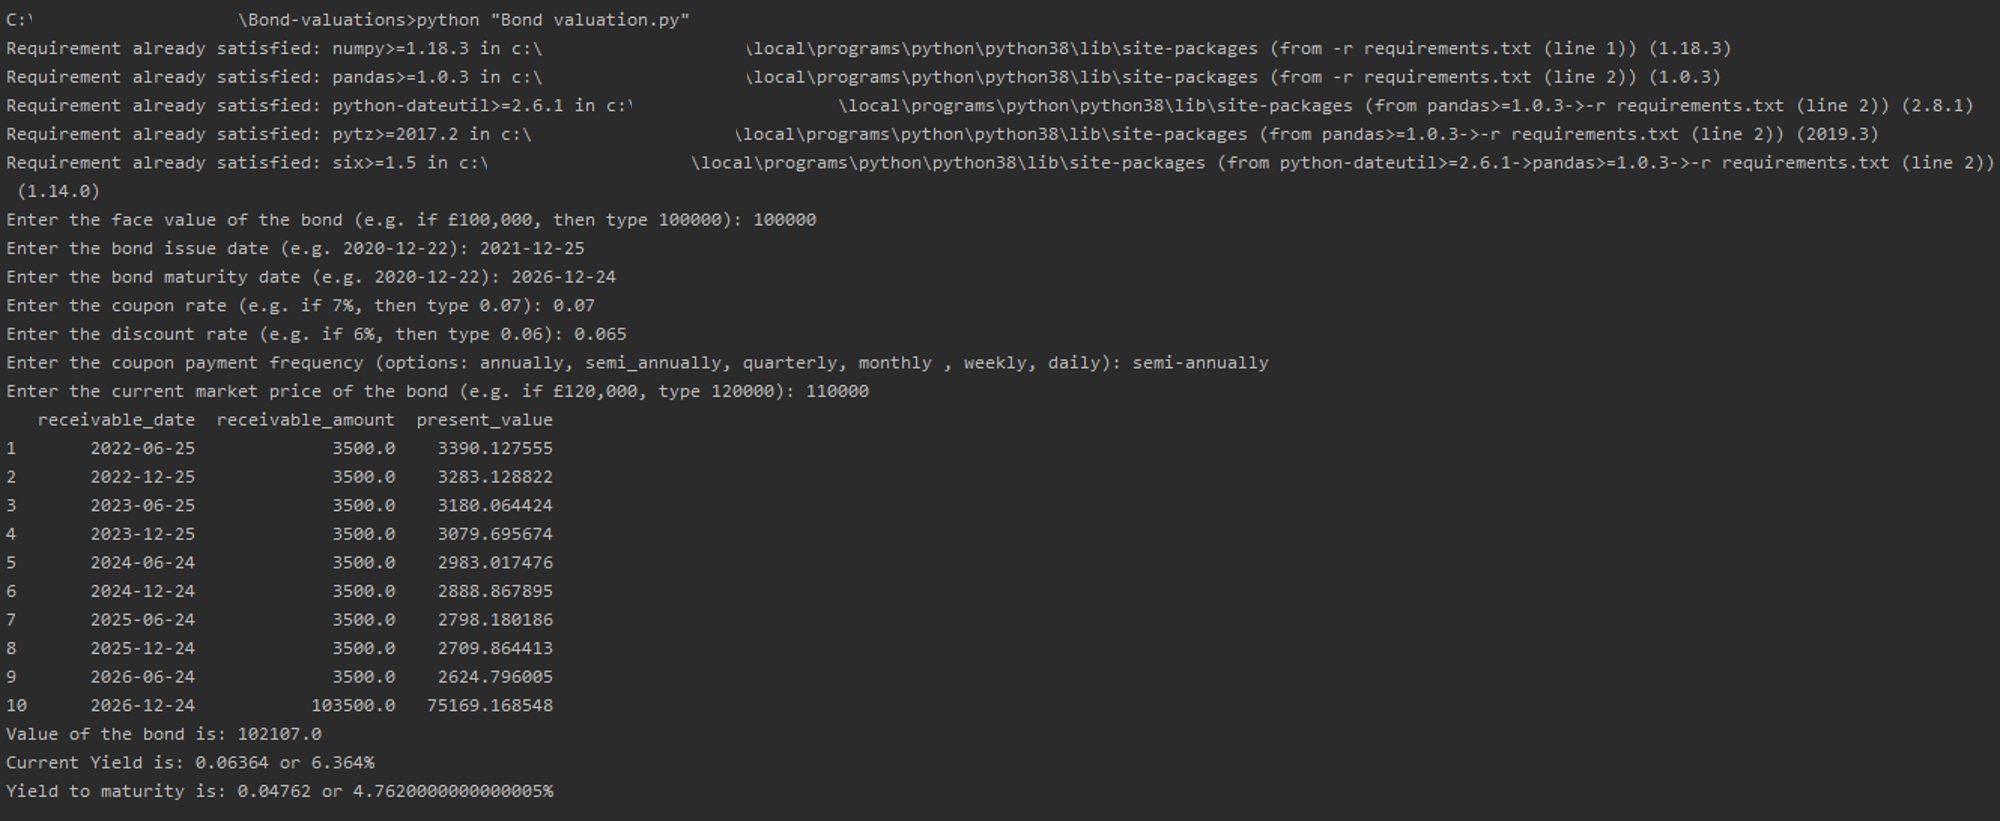 C:\ \Bond-valuations>python "Bond valuation.py"
Requirement already satisfied: numpy>=1.18.3 in c:\ \local\programs\python\python38\lib\site-packages (from -r requirements.txt (line 1)) (1.18.3)
Requirement already satisfied: pandas>=1.0.3 in c:\ \local\programs\python\python38\lib\site-packages (from -r requirements.txt (line 2)) (1.0.3)
Requirement already satisfied: python-dateutil>=2.6.1 in c:\ \local\programs\python\python38\lib\site-packages (from pandas>=1.0.3->-r requirements.txt (line 2)) (2.8.1)
Requirement already satisfied: pytz>=2017.2 in c:\ \local\programs\python\python38\lib\site-packages (from pandas>=1.0.3->-r requirements.txt (line 2)) (2019.3)
Requirement already satisfied: six>=1.5 in c:\ \local\programs\python\python38\lib\site-packages (from python-dateutil>=2.6.1->pandas>=1.0.3->-r requirements.txt (line 2))
(1.14.0)
Enter the face value of the bond (e.g. if £100,000, then type 100000): 100000
Enter the bond issue date (e.g. 2020-12-22): 2021-12-25
Enter the bond maturity date (e.g. 2020-12-22): 2026-12-24
Enter the coupon rate (e.g. if 7%, then type 0.07): 0.07
Enter the discount rate (e.g. if 6%, then type 0.06): 0.065
Enter the coupon payment frequency (options: annually, semi_annually, quarterly, monthly , weekly, daily): semi-annually
Enter the current market price of the bond (e.g. if £120,000, type 120000): 110000
receivable_date receivable_amount present_value
1 2022-06-25 3500.0 3390.127555
2 2022-12-25 3500.0 3283.128822
3 2023-06-25 3500.0 3180.064424
4 2023-12-25 3500.0 3079.695674
5 2024-06-24 3500.0 2983.017476
6 2024-12-24 3500.0 2888.867895
7 2025-06-24 3500.0 2798.180186
8 2025-12-24 3500.0 2709.864413
9 2026-06-24 3500.0 2624.796005
10 2026-12-24 103500.0 75169.168548
Value of the bond is: 102107.0
Current Yield is: 0.06364 or 6.364%
Yield to maturity is: 0.04762 or 4.7620000000000005%